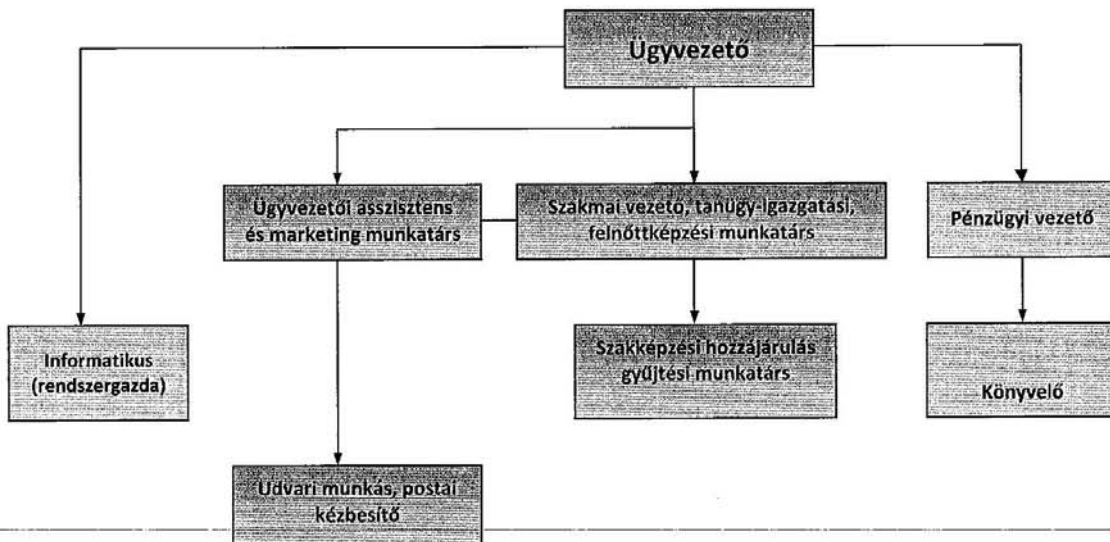 Ügyvezető
Ügyvezetői asszisztens
és marketing munkatárs
Szakmai vezető, tanügy-igazgatási,
felnőttképzési munkatárs
Pénzügyi vezető
Informatikus
(rendszergazda)
Szakképzési hozzájárulás
gyűjtési munkatárs
Könyvelő
Udvari munkás, postai
kézbesítő